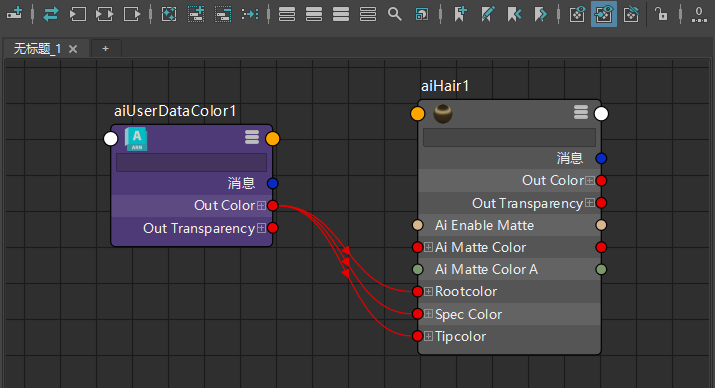 0
无标题_1 ×
+
aiUserDataColor1
消息
Out Color
Out Transparency
aiHair1
消息
Out Color
Out Transparency
Ai Enable Matte
Ai Matte Color
Ai Matte Color A
Rootcolor
Spec Color
Tipcolor